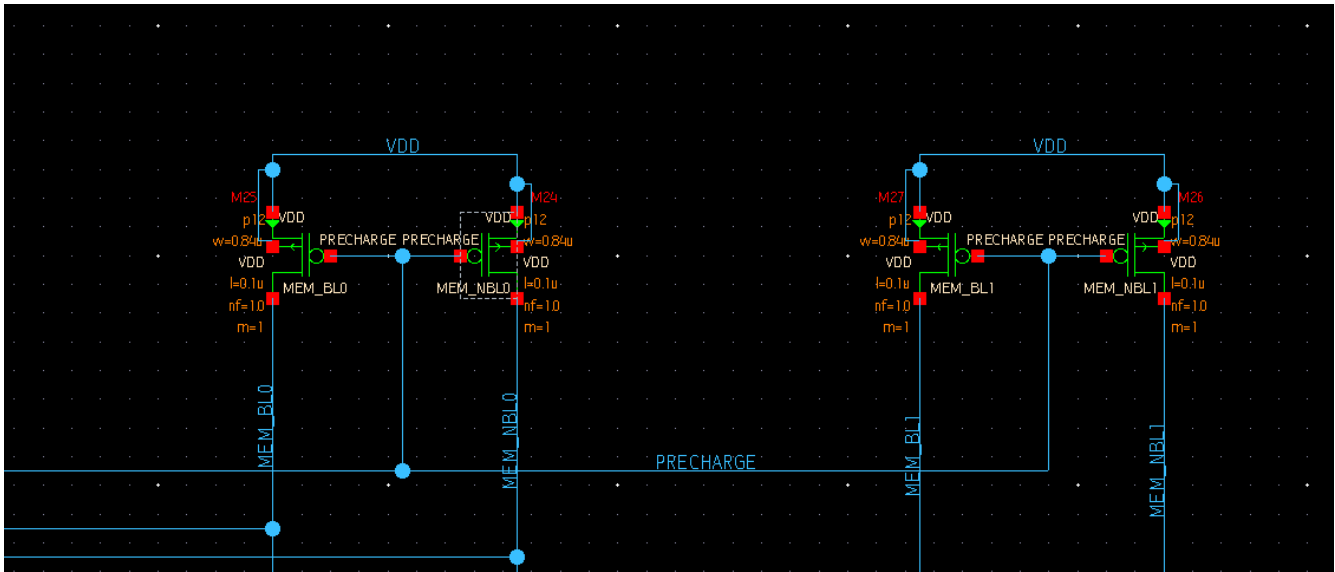 VDD
VDD
M25
M24
M27
M26
p12
VDD
VDD
p12
p12
VDD
VDD
p12
w=0.84u
PRECHARGE
PRECHARGE
w=0.84u
w=0.84u
PRECHARGE
PRECHARGE
w=0.84u
VDD
VDD
VDD
VDD
l=0.1u
MEM_BL0
MEM_NBL0
l=0.1u
l=0.1u
MEM_BL1
MEM_NBL1
l=0.1u
nf=1.0
nf=1.0
nf=1.0
nf=1.0
m=1
m=1
m=1
m=1
MEM_BL0
MEM_NBL0
MEM_BL1
MEM_NBL1
PRECHARGE